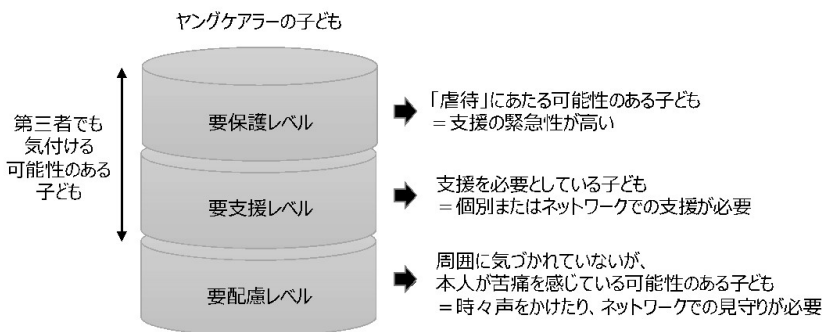 ヤングケアラーの子ども
第三者でも
気付ける
可能性のある
子ども
要保護レベル
「虐待」にあたる可能性のある子ども
＝支援の緊急性が高い
要支援レベル
支援を必要としている子ども
＝個別またはネットワークでの支援が必要
要配慮レベル
周囲に気づかれていないが、
本人が苦痛を感じている可能性のある子ども
＝時々声をかけたり、ネットワークでの見守りが必要